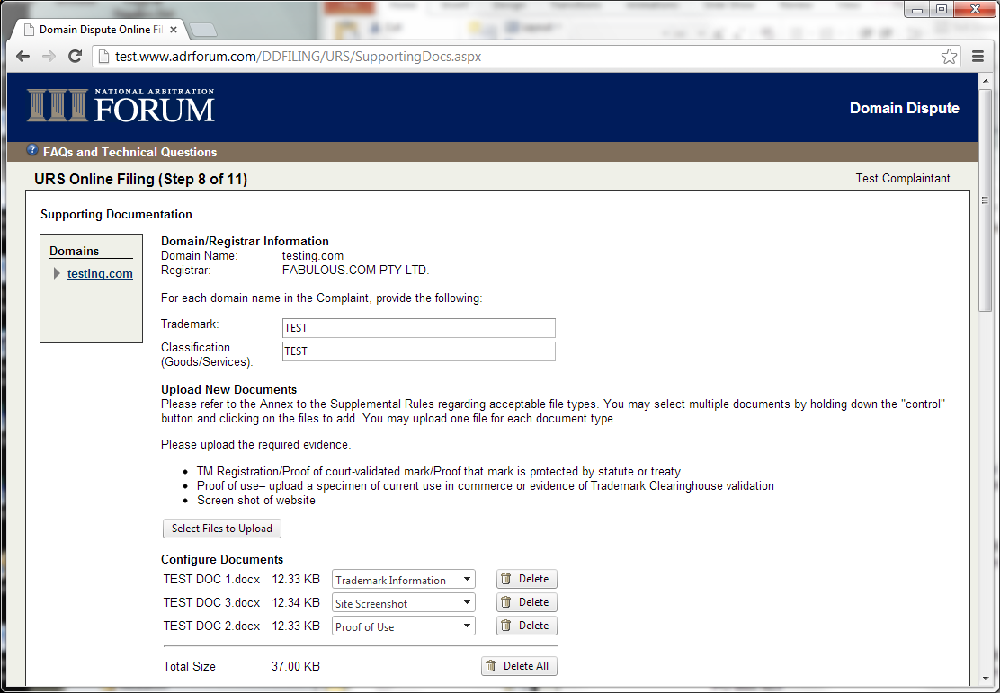 Domain Dispute Online Fi
test.www.adrforum.com/DDFILING/URS/SupportingDocs.aspx
NATIONAL ARBITRATION
FORUM
Domain Dispute
? FAQs and Technical Questions
URS Online Filing (Step 8 of 11)
Test Complaintant
Supporting Documentation
Domains
testing.com
Domain/Registrar Information
Domain Name: testing.com
Registrar: FABULOUS.COM PTY LTD.
For each domain name in the Complaint, provide the following:
Trademark: TEST
Classification
(Goods/Services): TEST
Upload New Documents
Please refer to the Annex to the Supplemental Rules regarding acceptable file types. You may select multiple documents by holding down the "control"
button and clicking on the files to add. You may upload one file for each document type.
Please upload the required evidence.
• TM Registration/Proof of court-validated mark/Proof that mark is protected by statute or treaty
• Proof of use– upload a specimen of current use in commerce or evidence of Trademark Clearinghouse validation
• Screen shot of website
Select Files to Upload
Configure Documents
TEST DOC 1.docx 12.33 KB Trademark Information Delete
TEST DOC 3.docx 12.34 KB Site Screenshot Delete
TEST DOC 2.docx 12.33 KB Proof of Use Delete
Total Size 37.00 KB Delete All